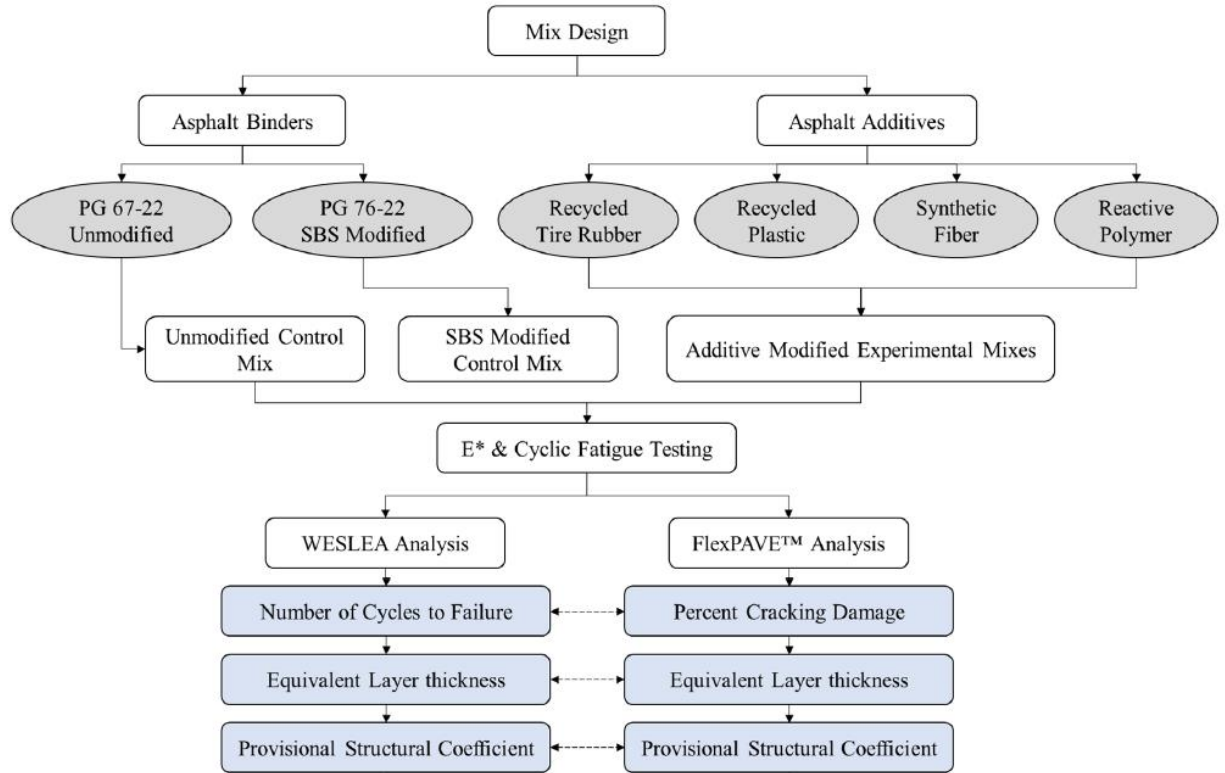 Mix Design
Asphalt Binders
Asphalt Additives
PG 67-22
Unmodified
PG 76-22
SBS Modified
Recycled
Tire Rubber
Recycled
Plastic
Synthetic
Fiber
Reactive
Polymer
Unmodified Control
Mix
SBS Modified
Control Mix
Additive Modified Experimental Mixes
E* & Cyclic Fatigue Testing
WESLEA Analysis
FlexPAVE™ Analysis
Number of Cycles to Failure
Percent Cracking Damage
Equivalent Layer thickness
Equivalent Layer thickness
Provisional Structural Coefficient
Provisional Structural Coefficient